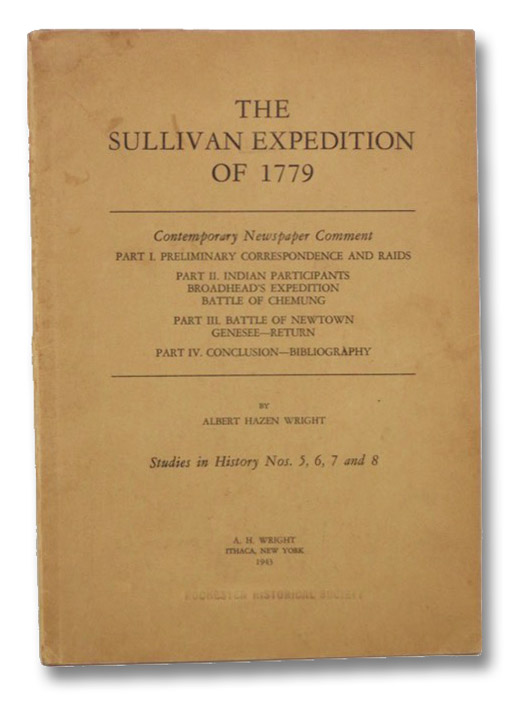 THE
SULLIVAN EXPEDITION
OF 1779
Contemporary Newspaper Comment
PART I. PRELIMINARY CORRESPONDENCE AND RAIDS
PART II. INDIAN PARTICIPANTS
BROADHEAD'S EXPEDITION
BATTLE OF CHEMUNG
PART III. BATTLE OF NEWTOWN
GENESEE—RETURN
PART IV. CONCLUSION—BIBLIOGRAPHY
BY
ALBERT HAZEN WRIGHT
Studies in History Nos. 5, 6, 7 and 8
A. H. WRIGHT
ITHACA, NEW YORK
1943
ROCHESTER HISTORICAL SOCIETY